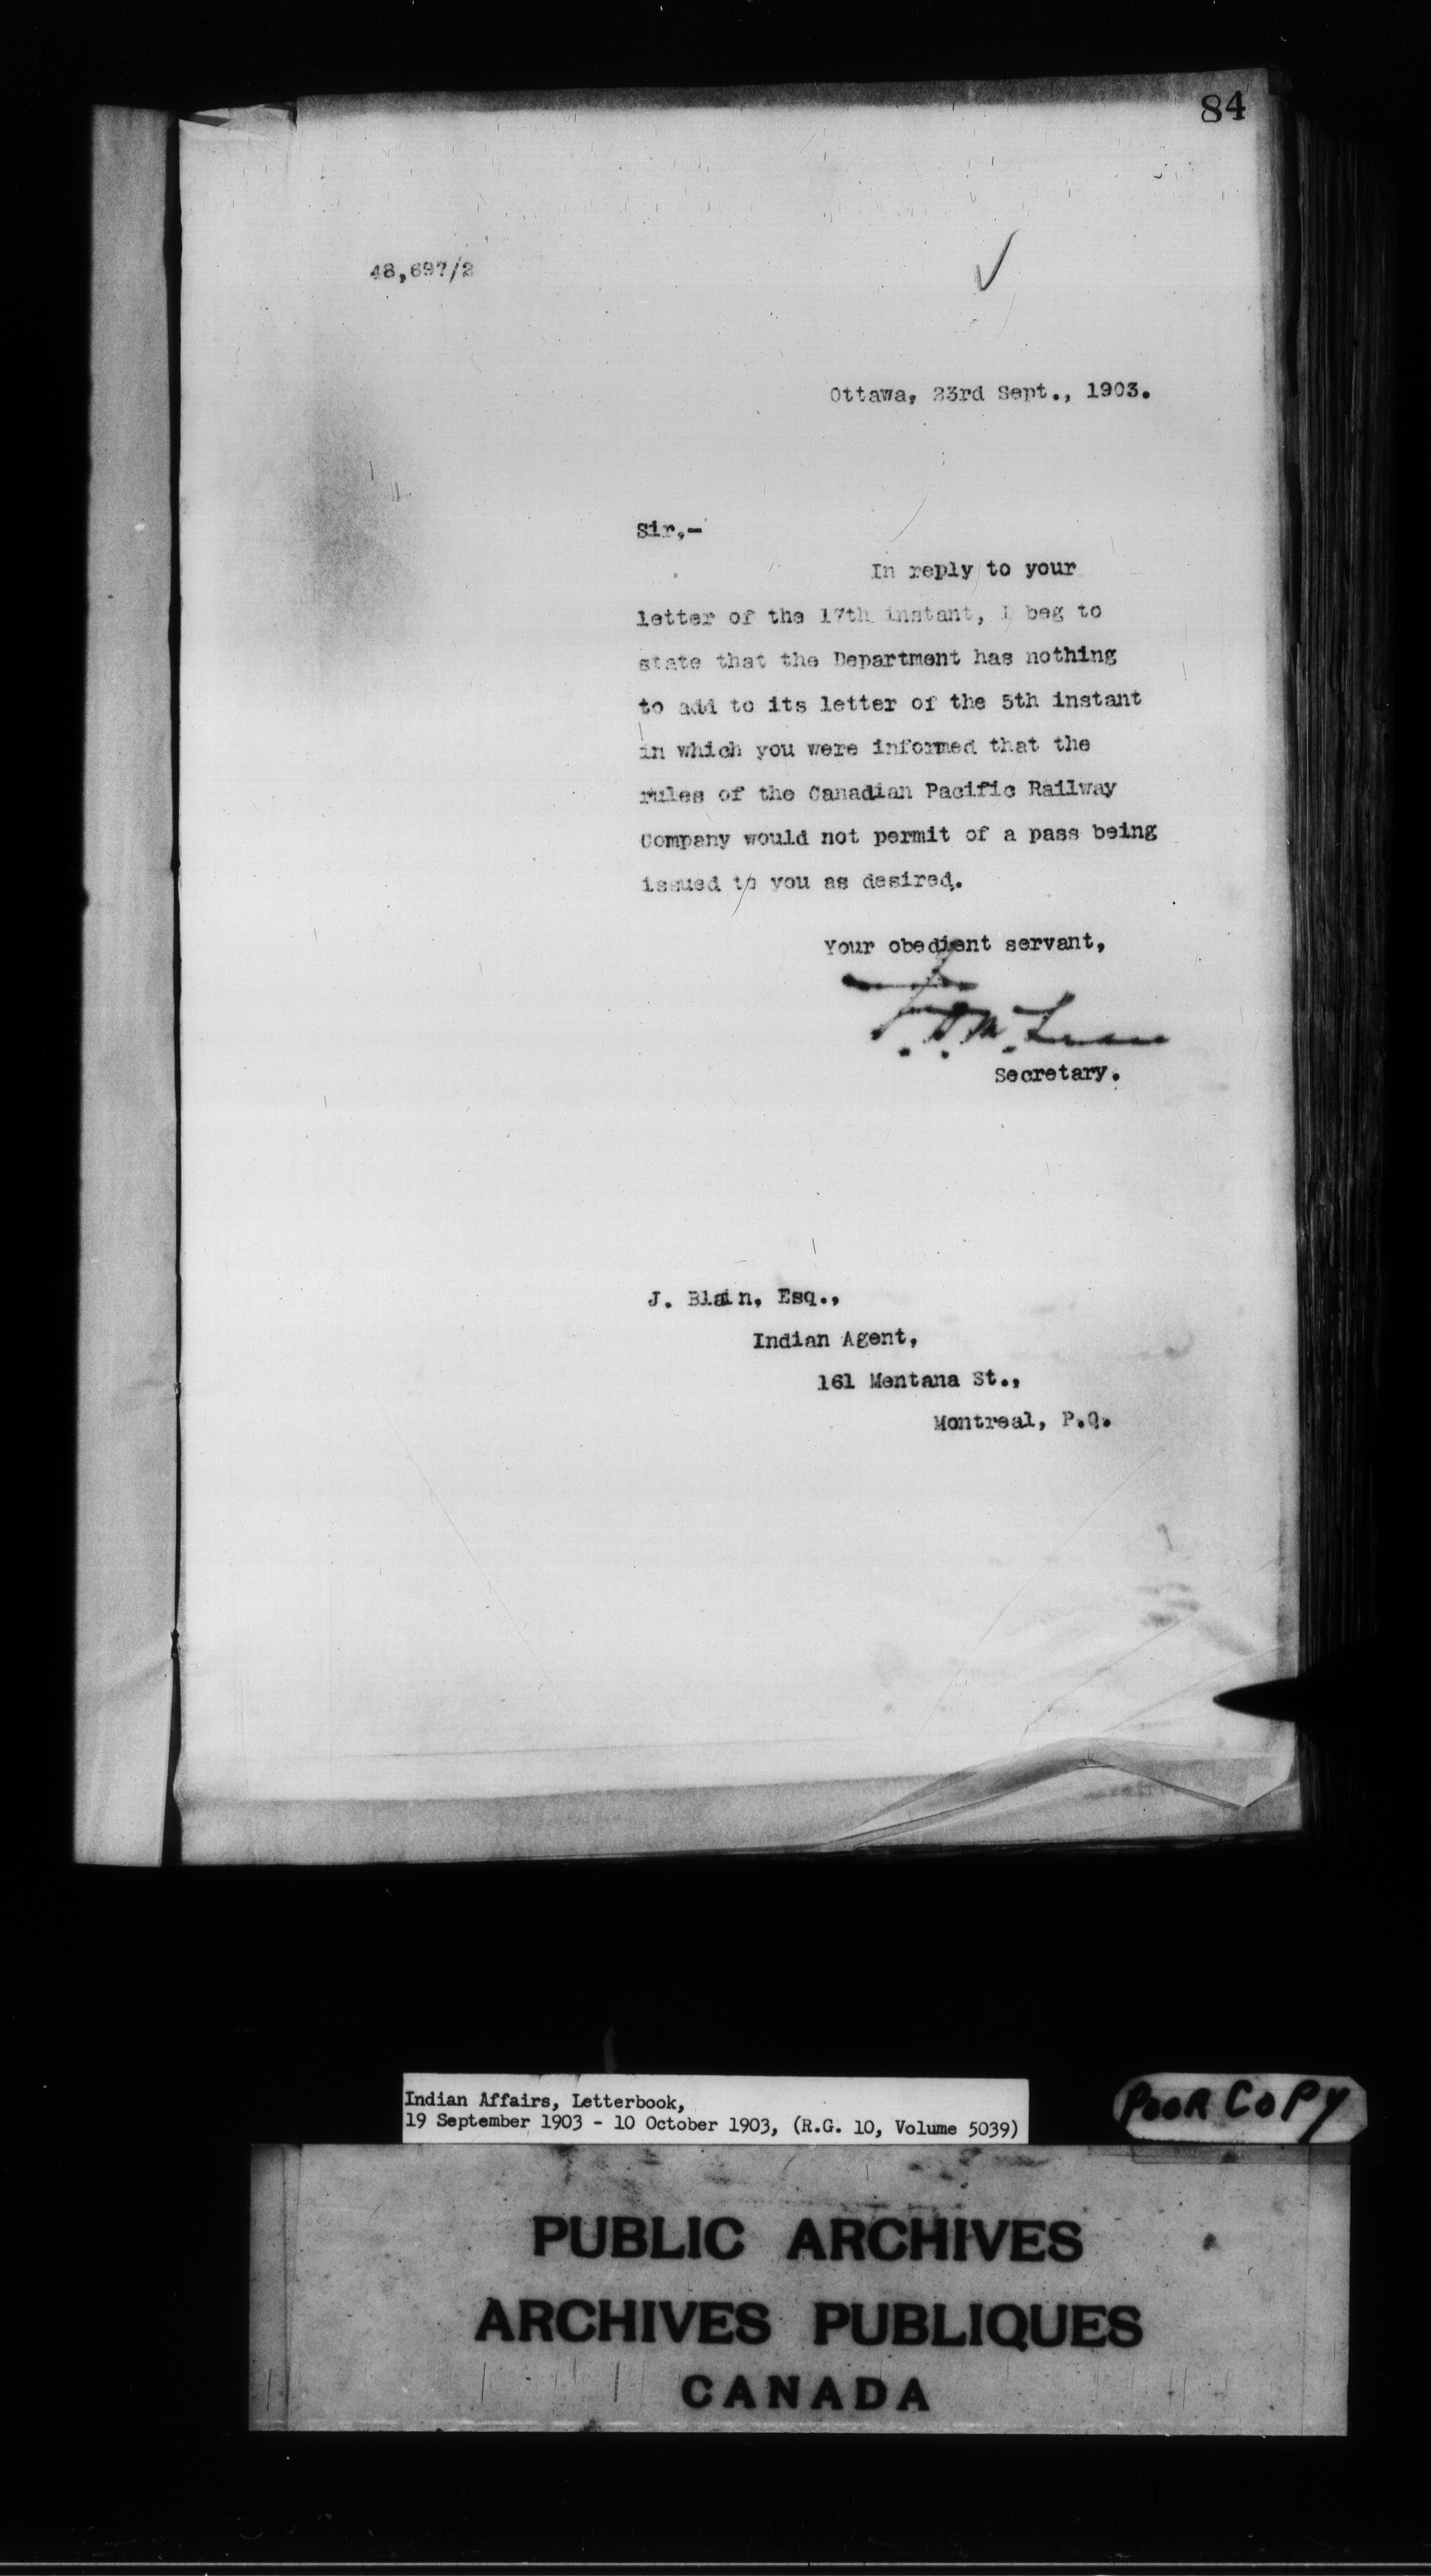 84
48,697/2
Ottawa, 23rd Sept., 1903.
Sir,-
In reply to your
letter of the 17th instant, I beg to
state that the Department has nothing
to add to its letter of the 5th instant
in which you were informed that the
rules of the Canadian Pacific Railway
Company would not permit of a pass being
issued to you as desired.
Your obedient servant,
J. D. McLean
Secretary.
J. Blain, Esq.,
Indian Agent,
161 Mentana St.,
Montreal, P.Q.
Indian Affairs, Letterbook,
19 September 1903 - 10 October 1903, (R.G. 10, Volume 5039)
POOR COPY
PUBLIC ARCHIVES
ARCHIVES PUBLIQUES
CANADA